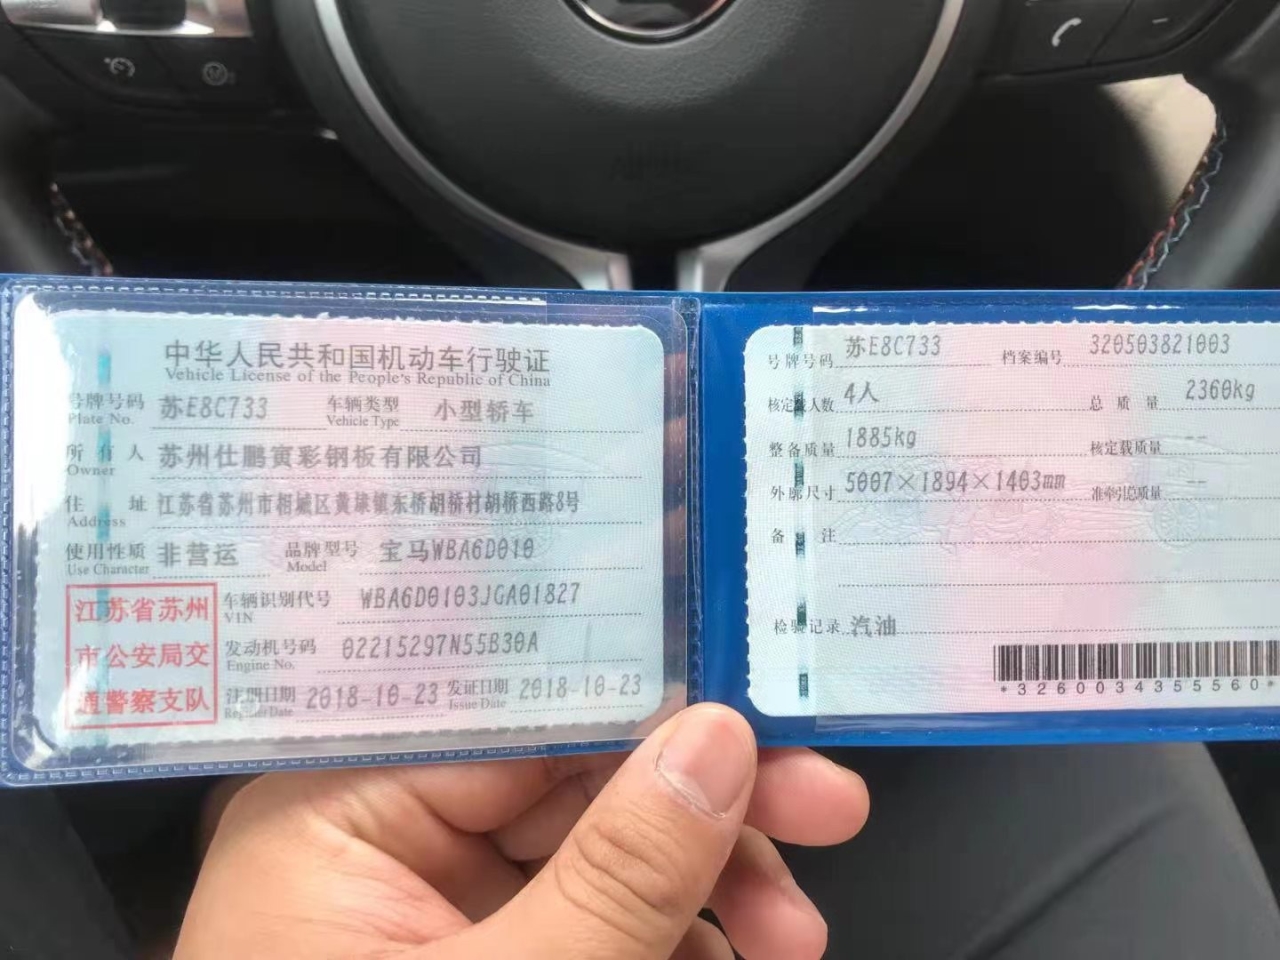 中华人民共和国机动车行驶证
Vehicle License of the People's Republic of China
号牌号码 苏E8C733 车辆类型 小型轿车
Plate No. Vehicle Type
所有人 苏州仕鹏寅彩钢板有限公司
Owner
住址 江苏省苏州市相城区黄埭镇东桥胡桥村胡桥西路8号
Address
使用性质 非营运 品牌型号 宝马WBA6D010
Use Character Model
江苏省苏州
市公安局交
通警察支队
车辆识别代号 WBA6D0103JGA01827
VIN
发动机号码 02215297N55B30A
Engine No.
注册日期 2018-10-23 发证日期 2018-10-23
Register Date Issue Date
号牌号码 苏E8C733 档案编号 320503821003
核定载人数 4人 总质量 2360kg
整备质量 1885kg 核定载质量 --
外廓尺寸 5007×1894×1403mm 准牵引总质量 --
备注
检验记录 汽油
*3260034355560*